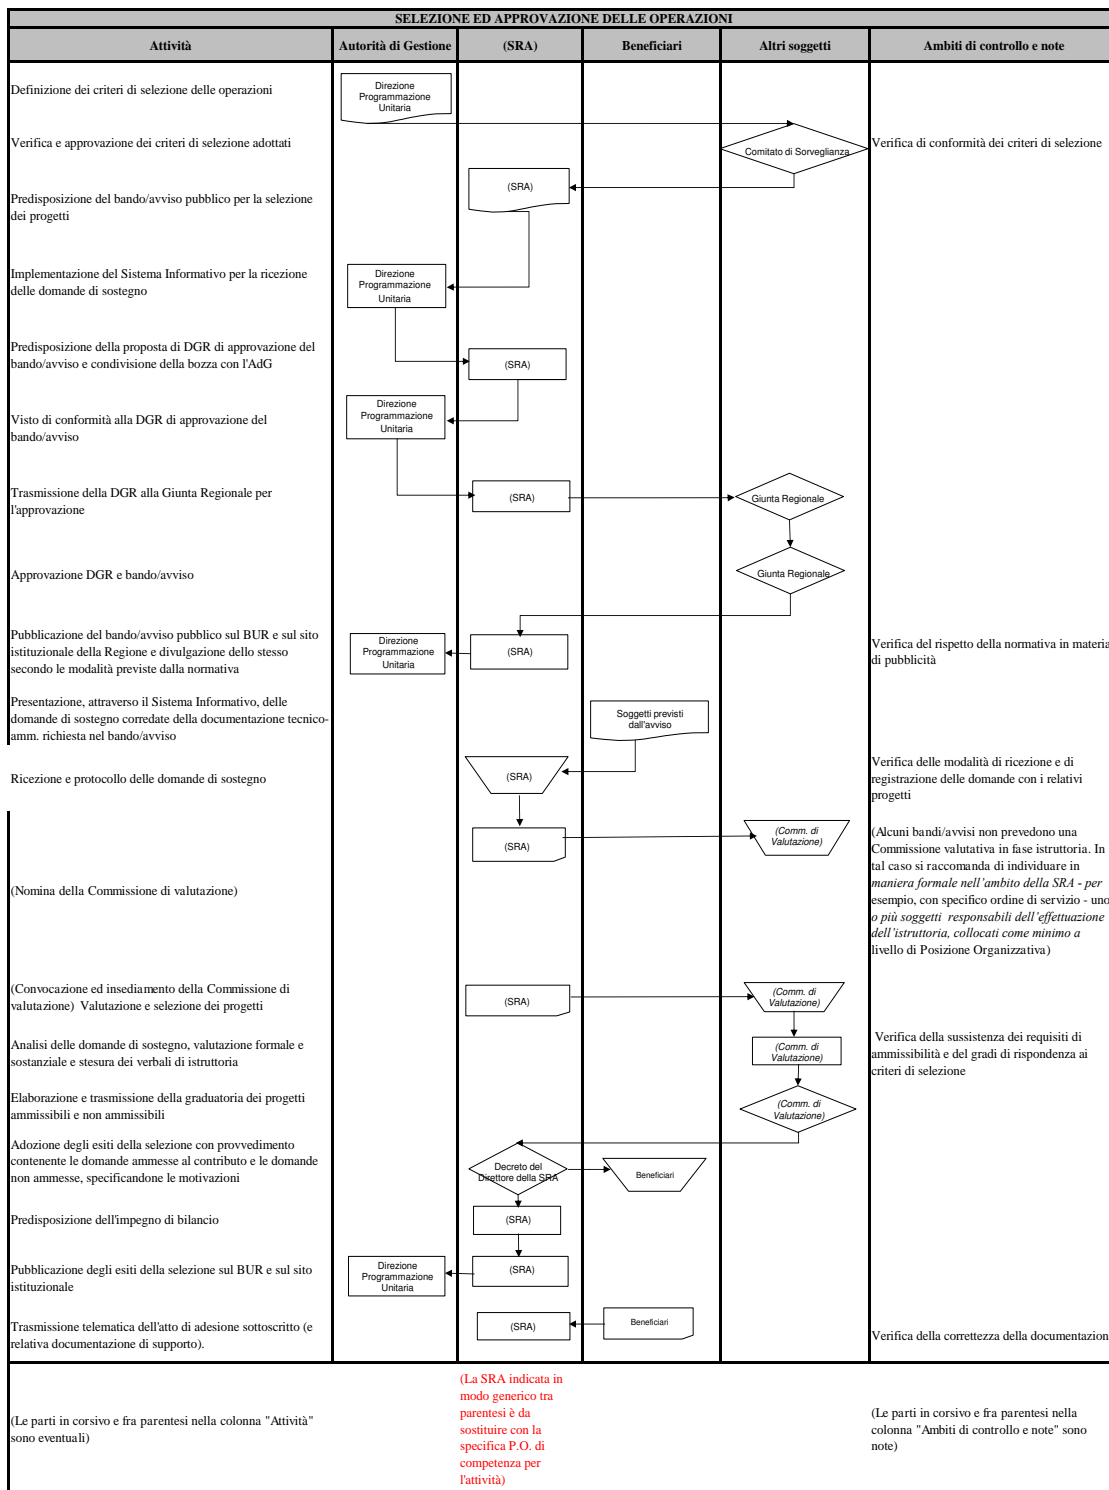 SELEZIONE ED APPROVAZIONE DELLE OPERAZIONI
Attività
Autorità di Gestione
(SRA)
Beneficiari
Altri soggetti
Ambiti di controllo e note
Definizione dei criteri di selezione delle operazioni
Direzione
Programmazione
Unitaria
Verifica e approvazione dei criteri di selezione adottati
Comitato di Sorveglianza
Verifica di conformità dei criteri di selezione
Predisposizione del bando/avviso pubblico per la selezione
dei progetti
(SRA)
Implementazione del Sistema Informativo per la ricezione
delle domande di sostegno
Direzione
Programmazione
Unitaria
Predisposizione della proposta di DGR di approvazione del
bando/avviso e condivisione della bozza con l'AdG
(SRA)
Visto di conformità alla DGR di approvazione del
bando/avviso
Direzione
Programmazione
Unitaria
Trasmissione della DGR alla Giunta Regionale per
l'approvazione
(SRA)
Giunta Regionale
Approvazione DGR e bando/avviso
Giunta Regionale
Pubblicazione del bando/avviso pubblico sul BUR e sul sito
istituzionale della Regione e divulgazione dello stesso
secondo le modalità previste dalla normativa
Direzione
Programmazione
Unitaria
(SRA)
Verifica del rispetto della normativa in materia
di pubblicità
Presentazione, attraverso il Sistema Informativo, delle
domande di sostegno corredate della documentazione tecnico-
amm. richiesta nel bando/avviso
Soggetti previsti
dall'avviso
Ricezione e protocollo delle domande di sostegno
(SRA)
Verifica delle modalità di ricezione e di
registrazione delle domande con i relativi
progetti
(Nomina della Commissione di valutazione)
(SRA)
(Comm. di
Valutazione)
(Alcuni bandi/avvisi non prevedono una
Commissione valutativa in fase istruttoria. In
tal caso si raccomanda di individuare in
maniera formale nell'ambito della SRA - per
esempio, con specifico ordine di servizio - uno
o più soggetti responsabili dell'effettuazione
dell'istruttoria, collocati come minimo a
livello di Posizione Organizzativa)
(Convocazione ed insediamento della Commissione di
valutazione) Valutazione e selezione dei progetti
(SRA)
(Comm. di
Valutazione)
Analisi delle domande di sostegno, valutazione formale e
sostanziale e stesura dei verbali di istruttoria
(Comm. di
Valutazione)
Verifica della sussistenza dei requisiti di
ammissibilità e del gradi di rispondenza ai
criteri di selezione
Elaborazione e trasmissione della graduatoria dei progetti
ammissibili e non ammissibili
(Comm. di
Valutazione)
Adozione degli esiti della selezione con provvedimento
contenente le domande ammesse al contributo e le domande
non ammesse, specificandone le motivazioni
Decreto del
Direttore della SRA
Beneficiari
Predisposizione dell'impegno di bilancio
(SRA)
Pubblicazione degli esiti della selezione sul BUR e sul sito
istituzionale
Direzione
Programmazione
Unitaria
(SRA)
Trasmissione telematica dell'atto di adesione sottoscritto (e
relativa documentazione di supporto).
(SRA)
Beneficiari
Verifica della correttezza della documentazion
(Le parti in corsivo e fra parentesi nella colonna "Attività"
sono eventuali)
(La SRA indicata in
modo generico tra
parentesi è da
sostituire con la
specifica P.O. di
competenza per
l'attività)
(Le parti in corsivo e fra parentesi nella
colonna "Ambiti di controllo e note" sono
note)